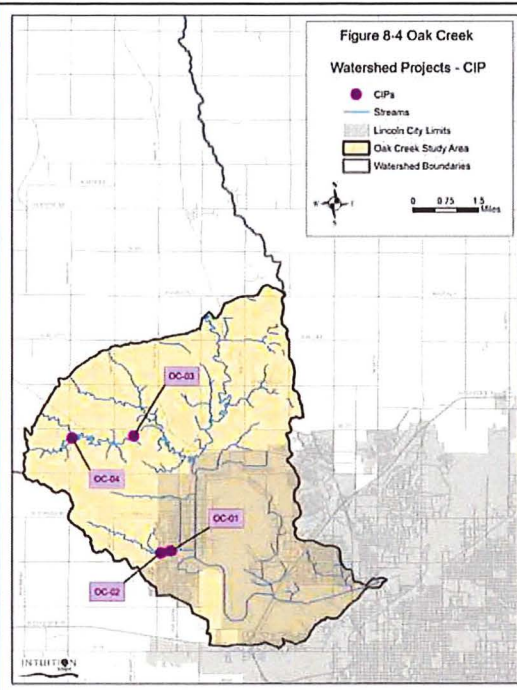 Figure 8-4 Oak Creek
Watershed Projects - CIP
CIPs
Streams
Lincoln City Limits
Oak Creek Study Area
Watershed Boundaries
N
W
E
S
0 0.75 1.5
Miles
OC-03
OC-04
OC-01
OC-02
INTUITION